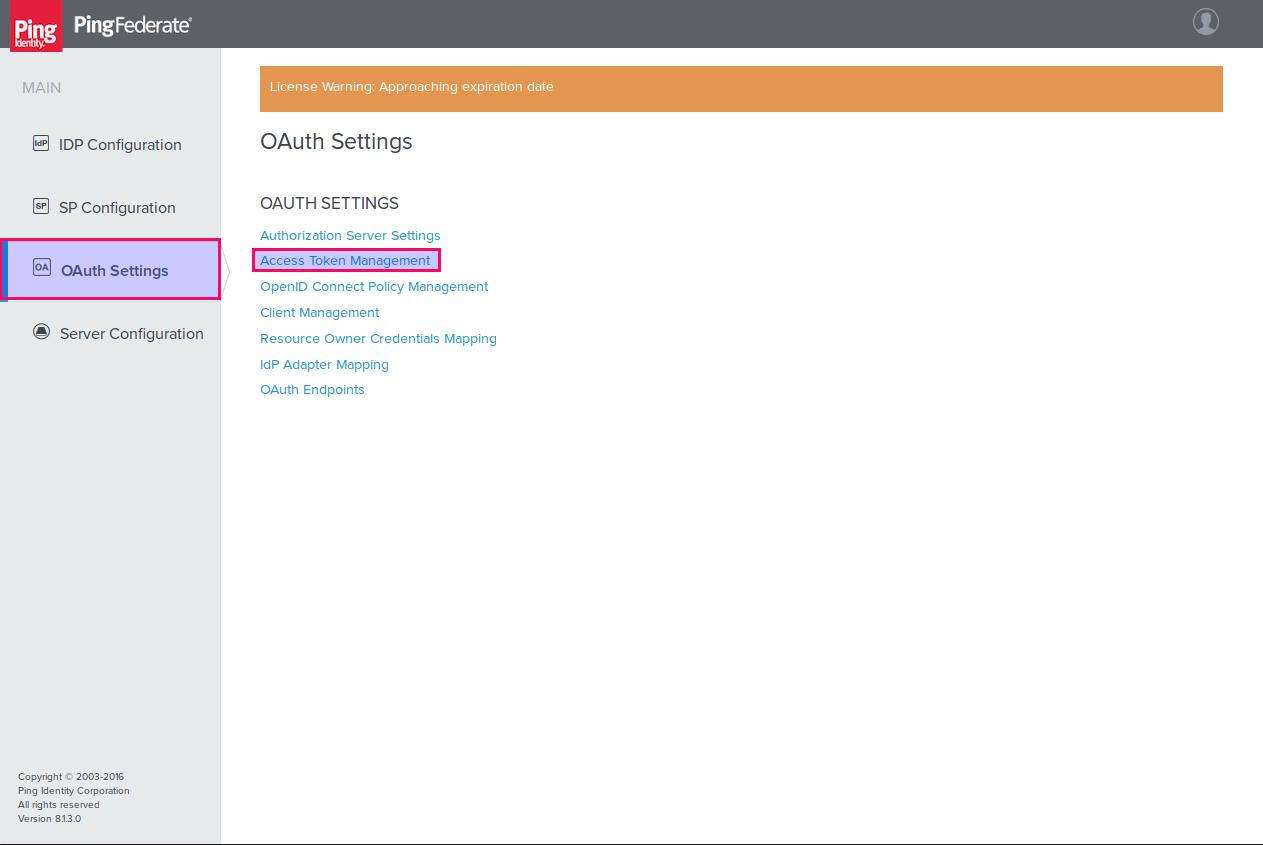 Ping
Identity.
PingFederate®
MAIN
IdP IDP Configuration
SP SP Configuration
OA OAuth Settings
Server Configuration
License Warning: Approaching expiration date
OAuth Settings
OAUTH SETTINGS
Authorization Server Settings
Access Token Management
OpenID Connect Policy Management
Client Management
Resource Owner Credentials Mapping
IdP Adapter Mapping
OAuth Endpoints
Copyright © 2003-2016
Ping Identity Corporation
All rights reserved
Version 8.1.3.0